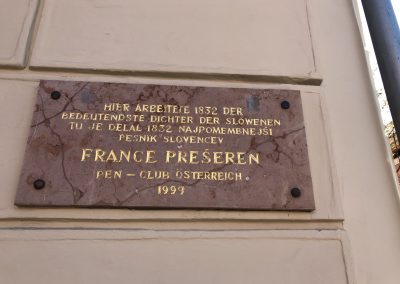 HIER ARBEITETE 1832 DER
BEDEUTENDSTE DICHTER DER SLOWENEN
TU JE DELAL 1832 NAJPOMEMBNEJŠI
PESNIK SLOVENCEV
FRANCE PREŠEREN
PEN – CLUB ÖSTERREICH
1999